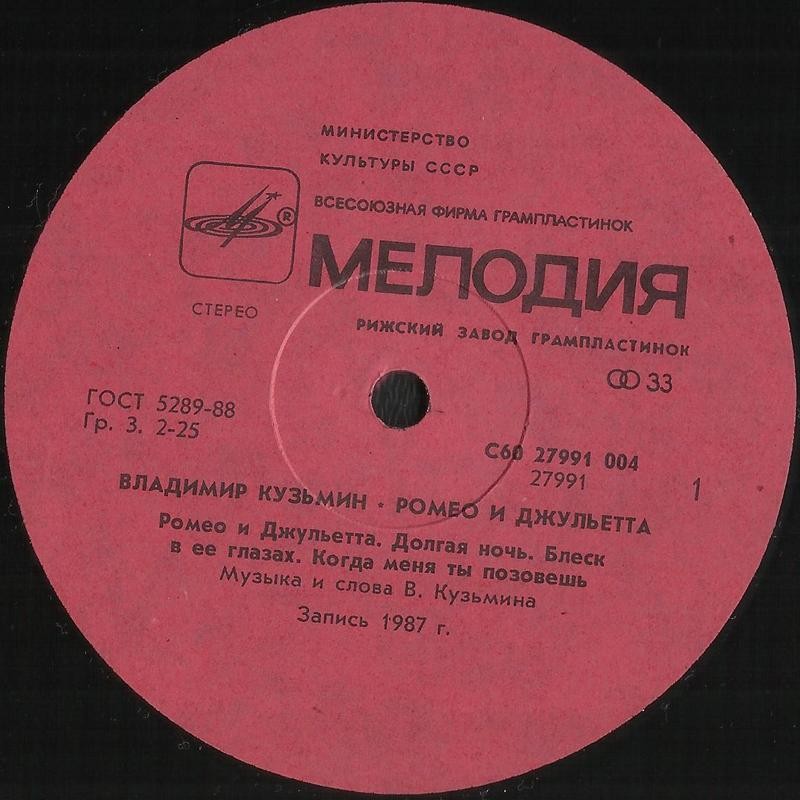 МИНИСТЕРСТВО
КУЛЬТУРЫ СССР
ВСЕСОЮЗНАЯ ФИРМА ГРАМПЛАСТИНОК
®
МЕЛОДИЯ
СТЕРЕО
РИЖСКИЙ ЗАВОД ГРАМПЛАСТИНОК
33
ГОСТ 5289-88
Гр. 3. 2-25
С60 27991 004
27991
1
ВЛАДИМИР КУЗЬМИН • РОМЕО И ДЖУЛЬЕТТА
Ромео и Джульетта. Долгая ночь. Блеск
в ее глазах. Когда меня ты позовешь
Музыка и слова В. Кузьмина
Запись 1987 г.